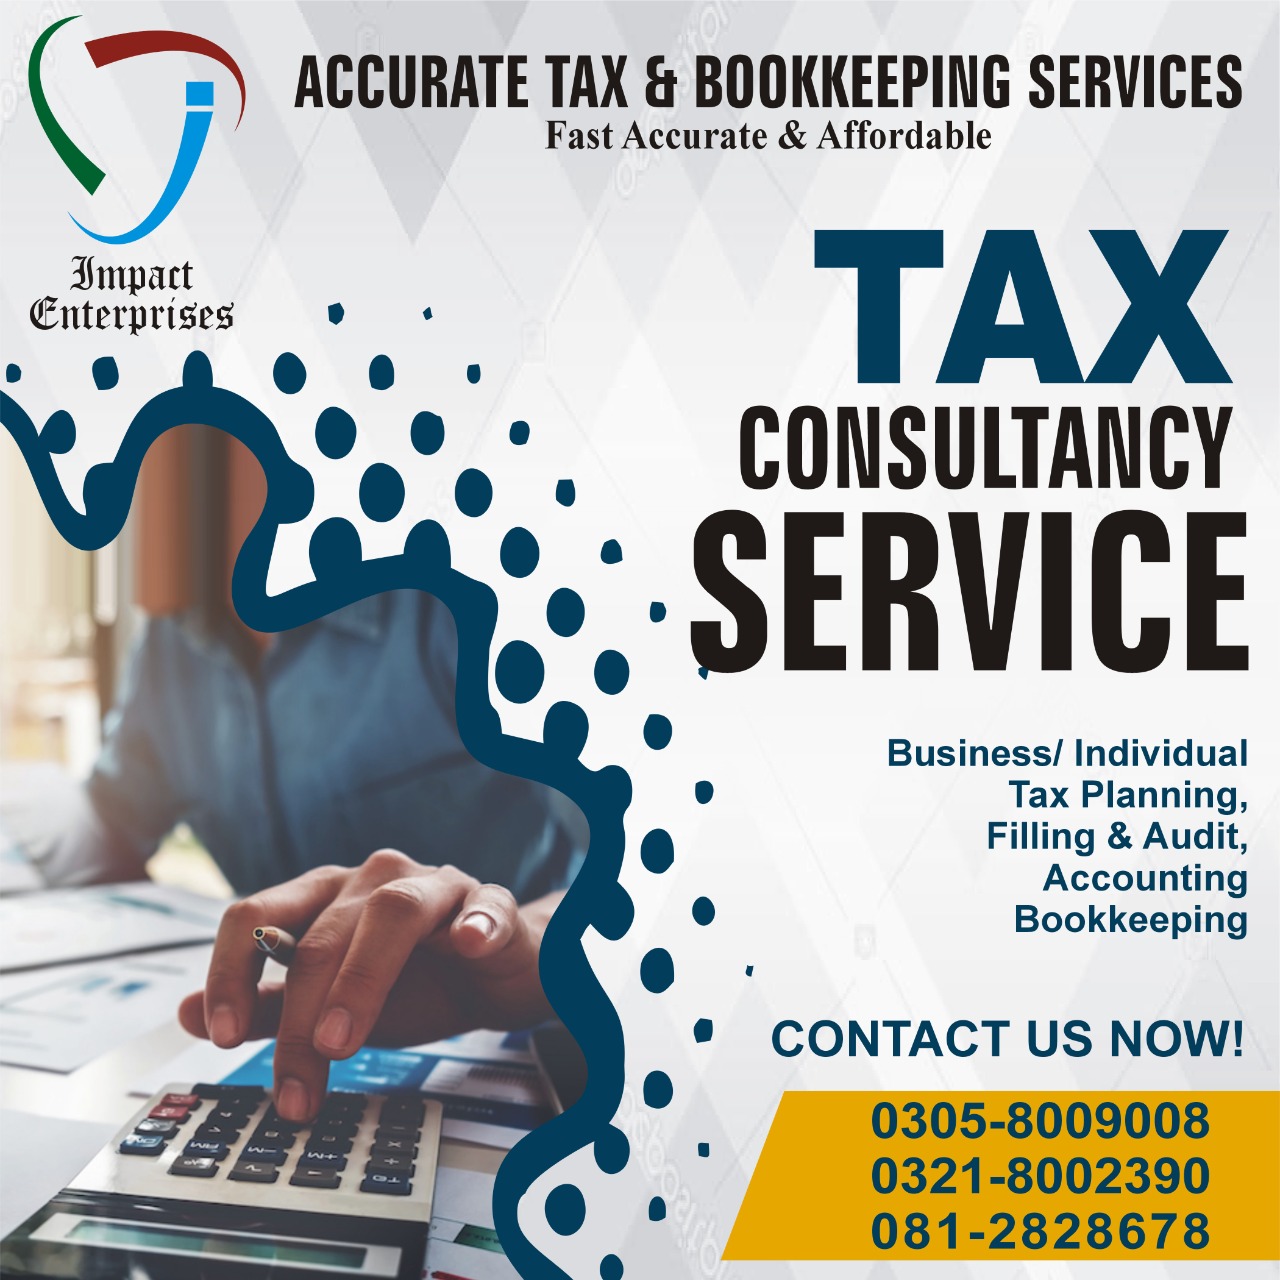 ACCURATE TAX & BOOKKEEPING SERVICES
Fast Accurate & Affordable
Impact
Enterprises
TAX
CONSULTANCY
SERVICE
Business/ Individual
Tax Planning,
Filling & Audit,
Accounting
Bookkeeping
CONTACT US NOW!
0305-8009008
0321-8002390
081-2828678